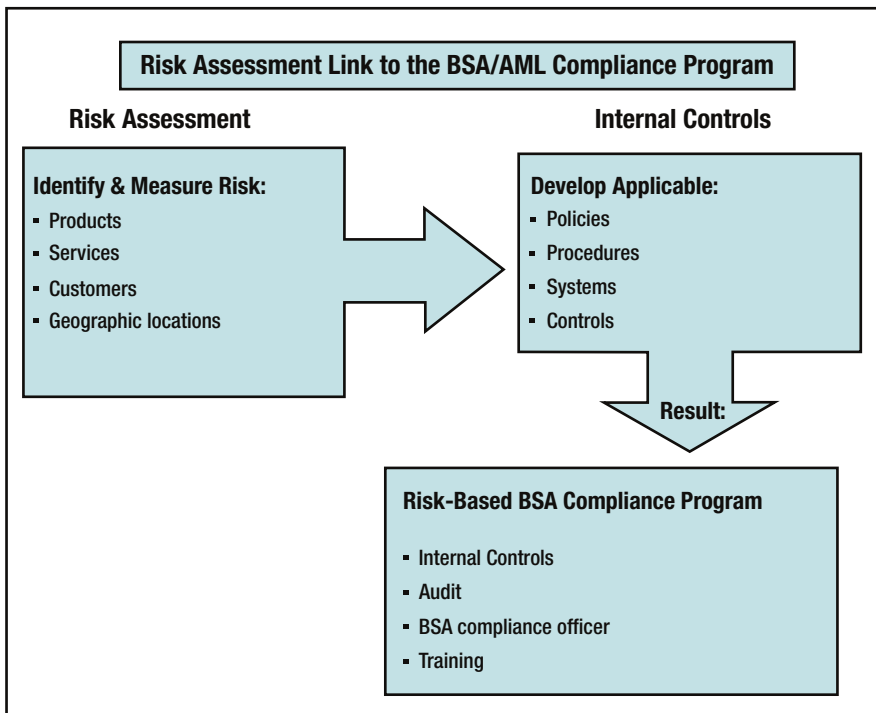 Risk Assessment Link to the BSA/AML Compliance Program
Risk Assessment
Identify & Measure Risk:
▪ Products
▪ Services
▪ Customers
▪ Geographic locations
Internal Controls
Develop Applicable:
▪ Policies
▪ Procedures
▪ Systems
▪ Controls
Result:
Risk-Based BSA Compliance Program
▪ Internal Controls
▪ Audit
▪ BSA compliance officer
▪ Training